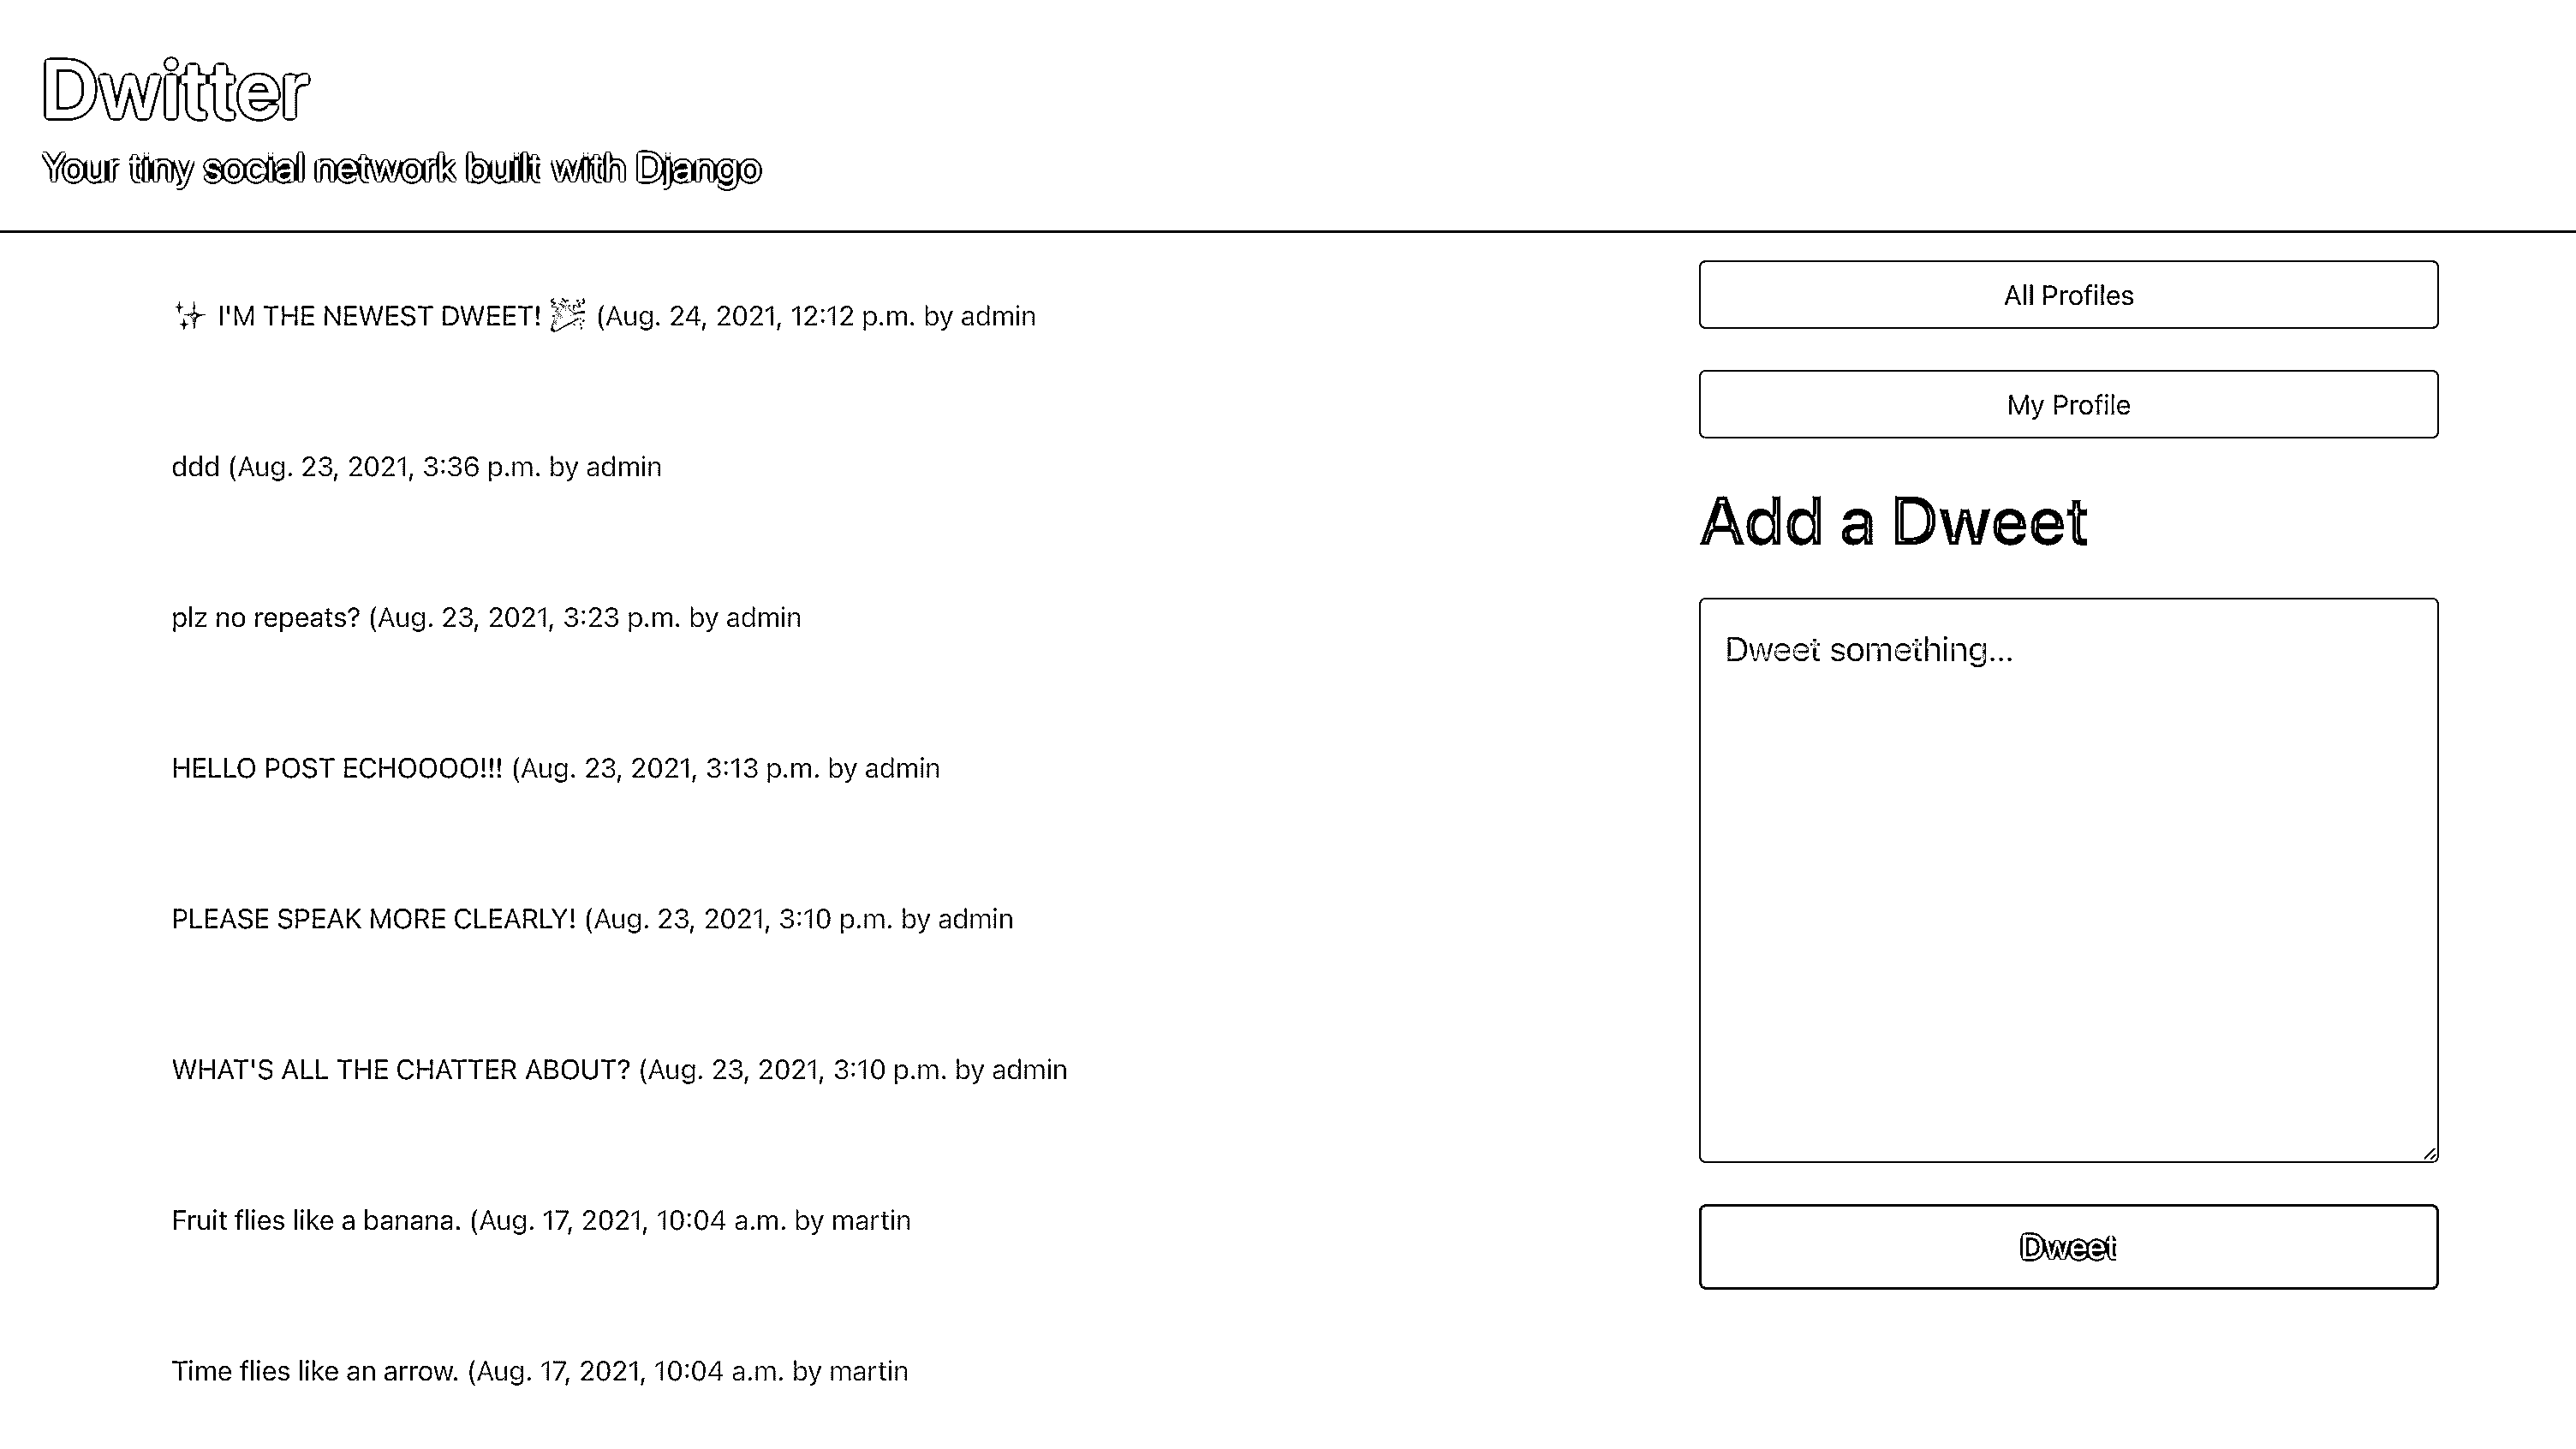 Dwitter
Your tiny social network built with Django
✨ I'M THE NEWEST DWEET! 🎉 (Aug. 24, 2021, 12:12 p.m. by admin
ddd (Aug. 23, 2021, 3:36 p.m. by admin
plz no repeats? (Aug. 23, 2021, 3:23 p.m. by admin
HELLO POST ECHOOOO!!! (Aug. 23, 2021, 3:13 p.m. by admin
PLEASE SPEAK MORE CLEARLY! (Aug. 23, 2021, 3:10 p.m. by admin
WHAT'S ALL THE CHATTER ABOUT? (Aug. 23, 2021, 3:10 p.m. by admin
Fruit flies like a banana. (Aug. 17, 2021, 10:04 a.m. by martin
Time flies like an arrow. (Aug. 17, 2021, 10:04 a.m. by martin
All Profiles
My Profile
Add a Dweet
Dweet something...
Dweet